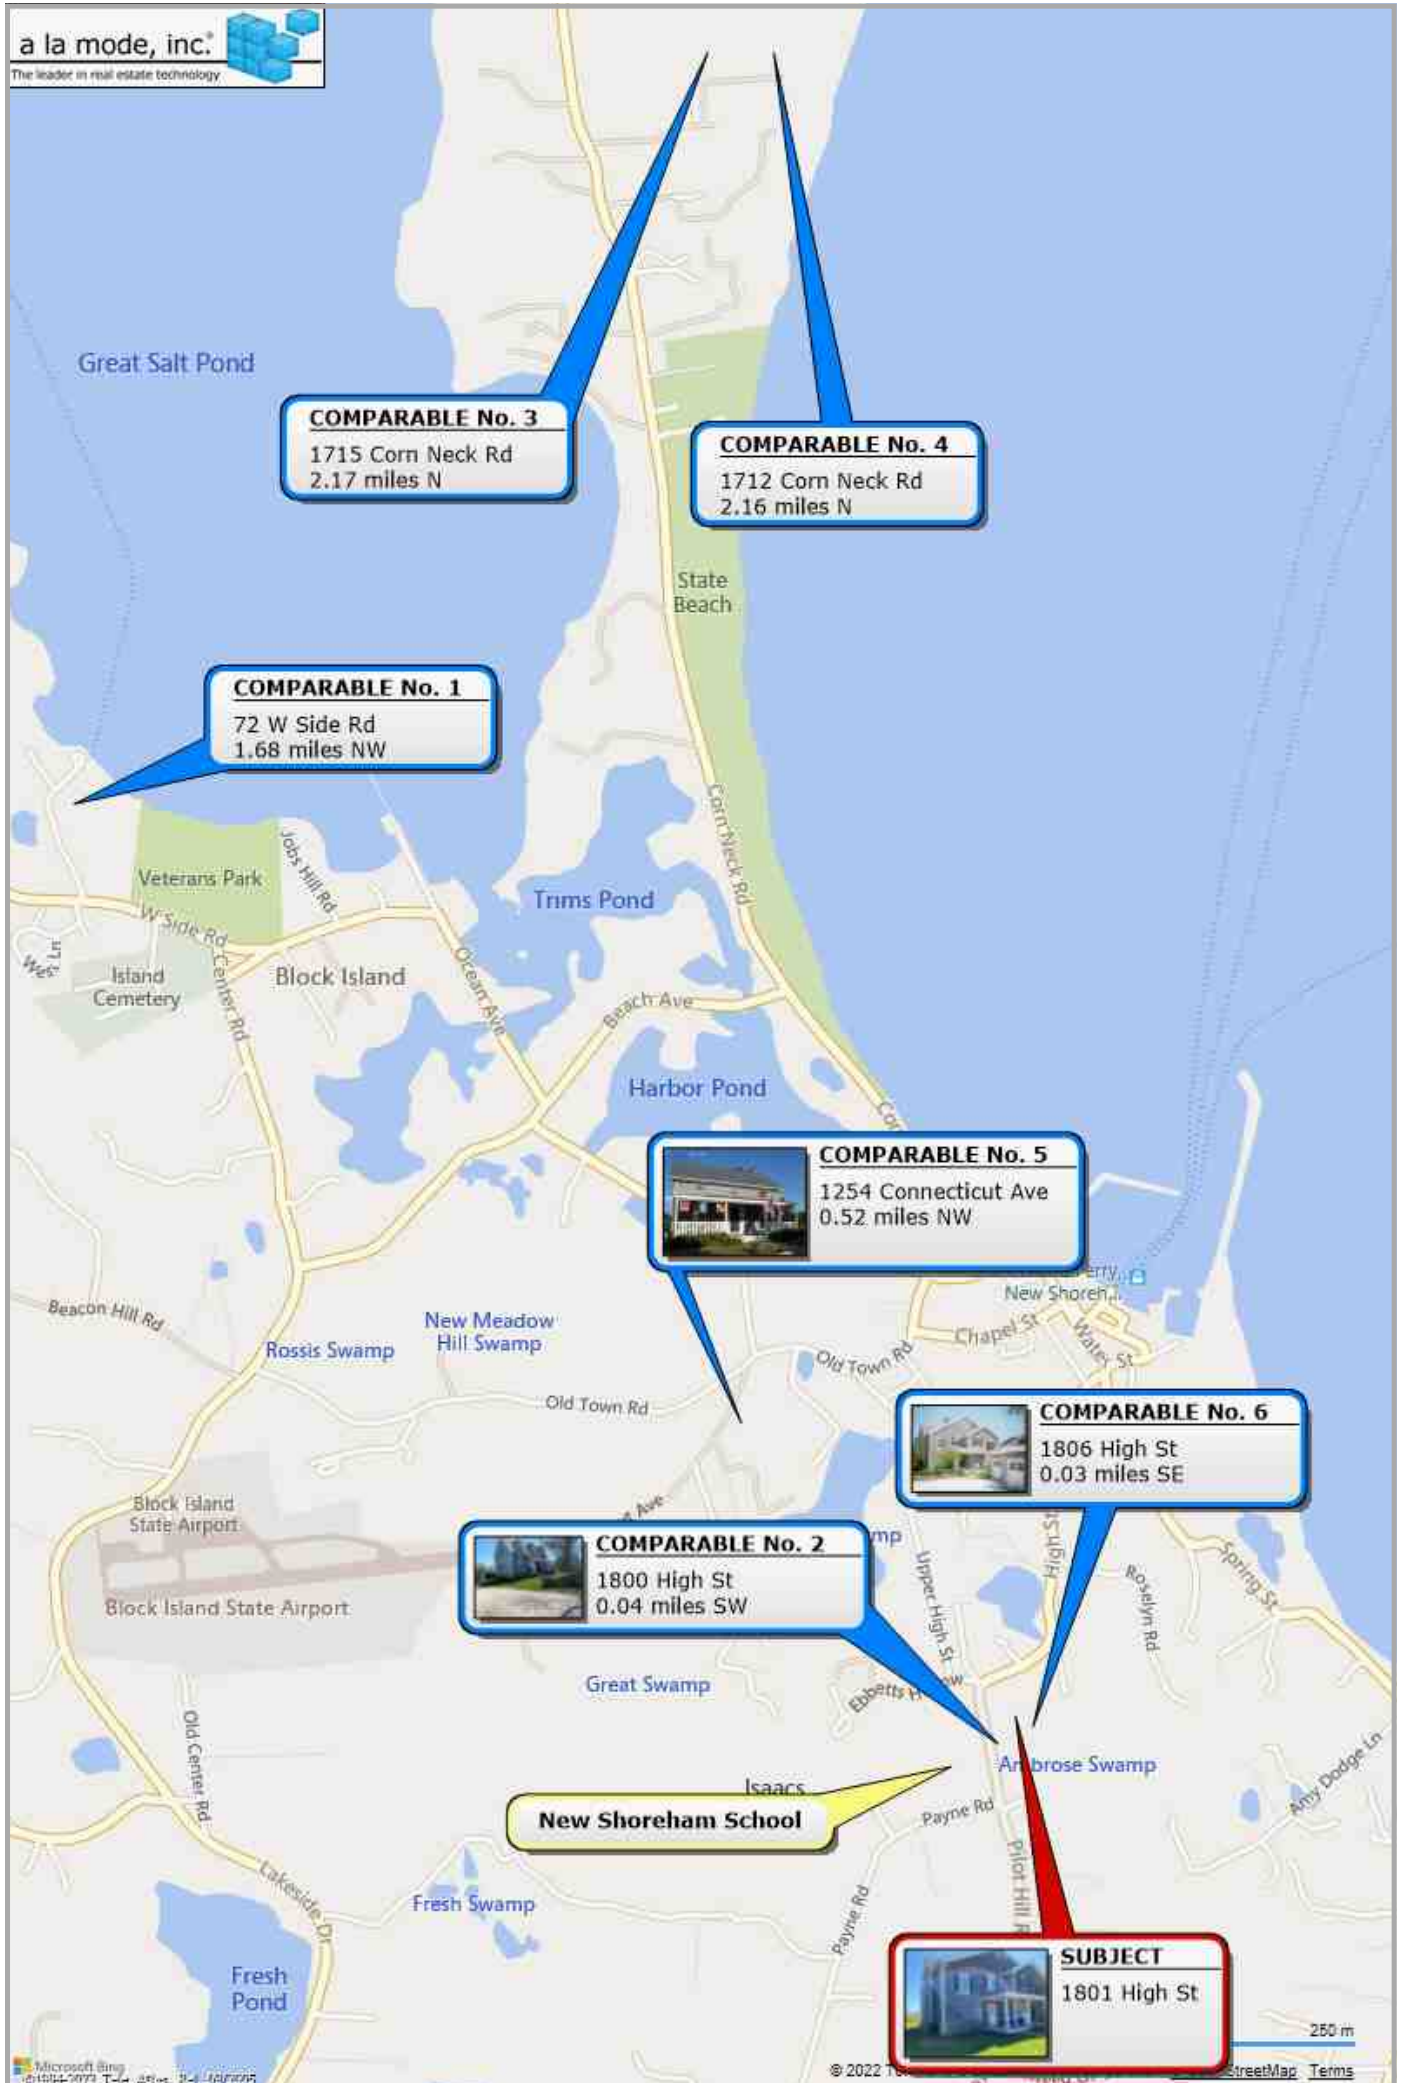 a la mode, inc.
The leader in real estate technology
Great Salt Pond
COMPARABLE No. 3
1715 Corn Neck Rd
2.17 miles N
COMPARABLE No. 4
1712 Corn Neck Rd
2.16 miles N
State
Beach
COMPARABLE No. 1
72 W Side Rd
1.68 miles NW
Corn Neck Rd
Jobs Hill Rd
Veterans Park
Trims Pond
W Side Rd
Island
Cemetery
Center Rd
Block Island
Ocean Ave
Beach Ave
Harbor Pond
COMPARABLE No. 5
1254 Connecticut Ave
0.52 miles NW
New Shoreh...
Beacon Hill Rd
New Meadow
Hill Swamp
Rossis Swamp
Chapel St
Water St
Old Town Rd
Old Town Rd
COMPARABLE No. 6
1806 High St
0.03 miles SE
Block Island
State Airport
Ave
COMPARABLE No. 2
1800 High St
0.04 miles SW
Upper High St
High St
Roselyn Rd
Spring St
Block Island State Airport
Great Swamp
Ebbetts
Old Center Rd
Ambrose Swamp
Amy Dodge Ln
Isaacs
New Shoreham School
Payne Rd
Pilot Hill
Lakeside Dr
Fresh Swamp
Payne Rd
Fresh
Pond
SUBJECT
1801 High St
250 m
Microsoft Bing
© 2022
StreetMap Terms